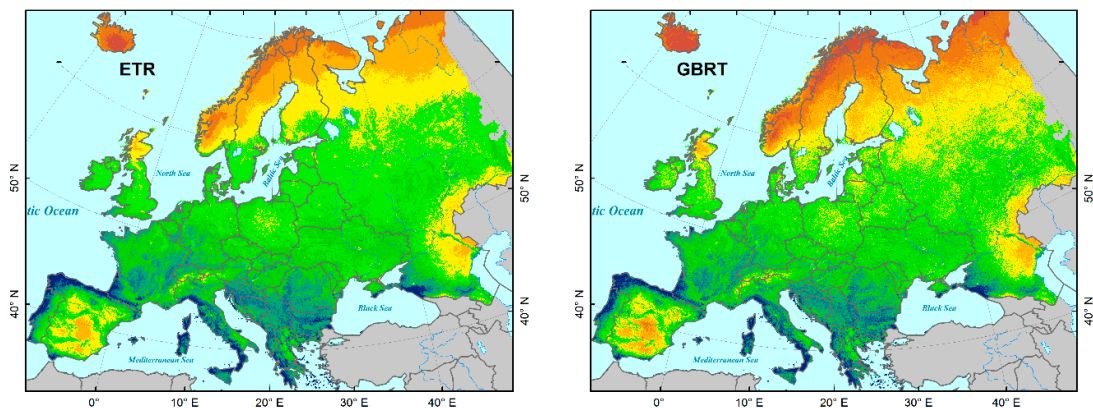 ETR
North Sea
Baltic Sea
tic Ocean
Black Sea
Mediterranean Sea
50° N
40° N
50° N
40° N
0°
10° E
20° E
30° E
40° E
GBRT
North Sea
Baltic Sea
tic Ocean
Black Sea
Mediterranean Sea
50° N
40° N
50° N
40° N
0°
10° E
20° E
30° E
40° E